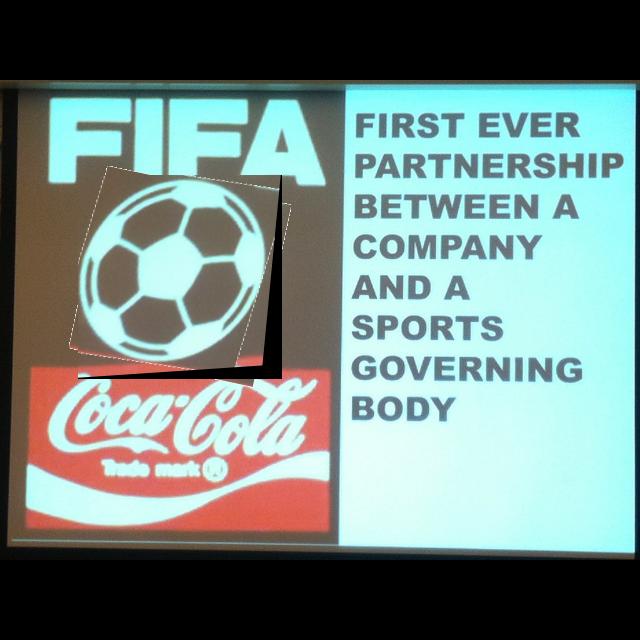 FIFA
Coca-Cola
Trade mark ®
FIRST EVER
PARTNERSHIP
BETWEEN A
COMPANY
AND A
SPORTS
GOVERNING
BODY